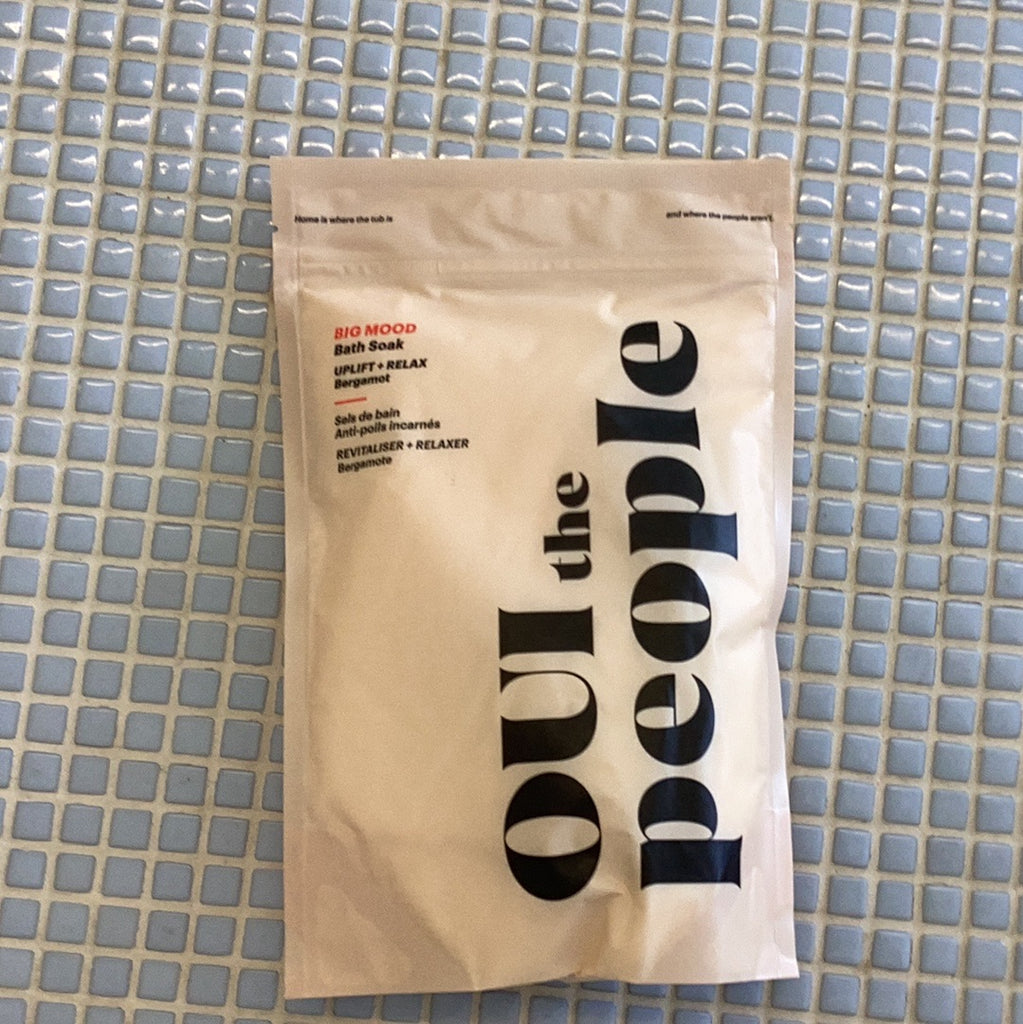 Home is where the tub is
and where the people aren't.
BIG MOOD
Bath Soak
UPLIFT + RELAX
Bergamot
Sels de bain
Anti-poils incarnés
REVITALISER + RELAXER
Bergamote
OUI the
people